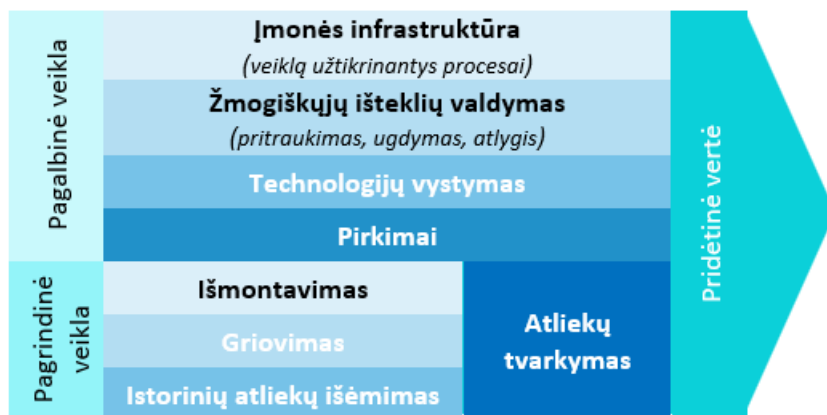 Pagalbinė veikla
Įmonės infrastruktūra
(veiklą užtikrinantys procesai)
Žmogiškųjų išteklių valdymas
(pritraukimas, ugdymas, atlygis)
Technologijų vystymas
Pirkimai
Pagrindinė
veikla
Išmontavimas
Griovimas
Istorinių atliekų išėmimas
Atliekų
tvarkymas
Pridėtinė vertė